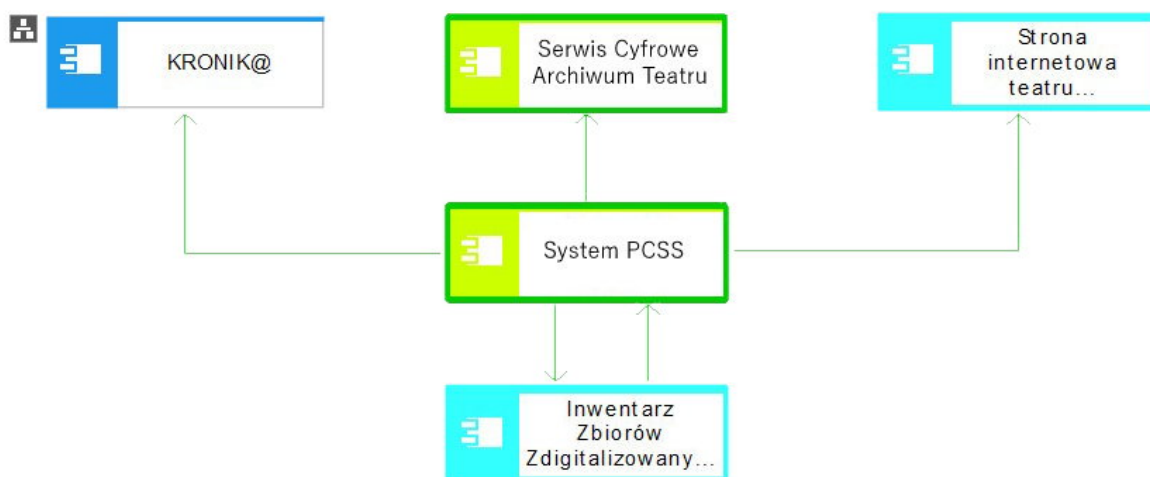 KRONIK@
Serwis Cyfrowe
Archiwum Teatru
Strona
internetowa
teatru...
System PCSS
Inwentarz
Zbiorów
Zdigitalizowany...